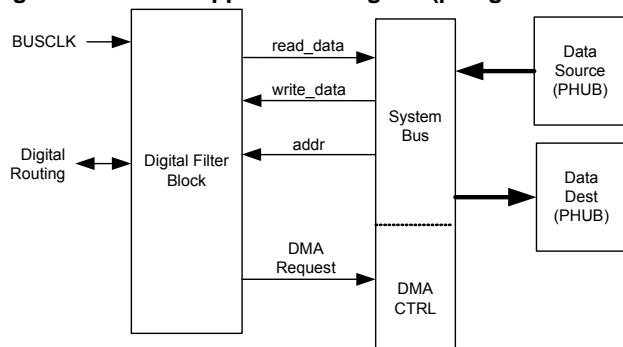 BUSCLK
read_data
Data
Source
(PHUB)
write_data
System
Bus
Digital
Routing
Digital Filter
Block
addr
Data
Dest
(PHUB)
DMA
Request
DMA
CTRL